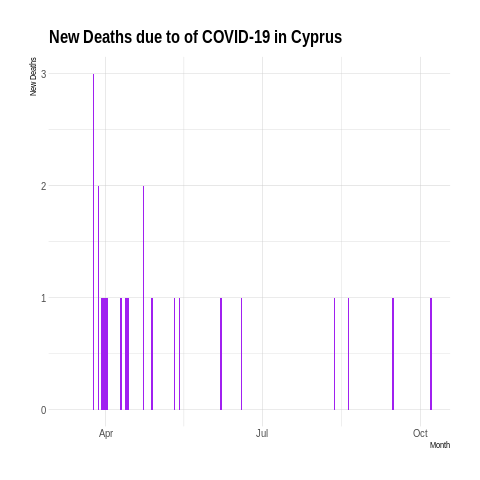 New Deaths due to of COVID-19 in Cyprus
New Deaths
3
2
1
0
Apr
Jul
Oct
Month